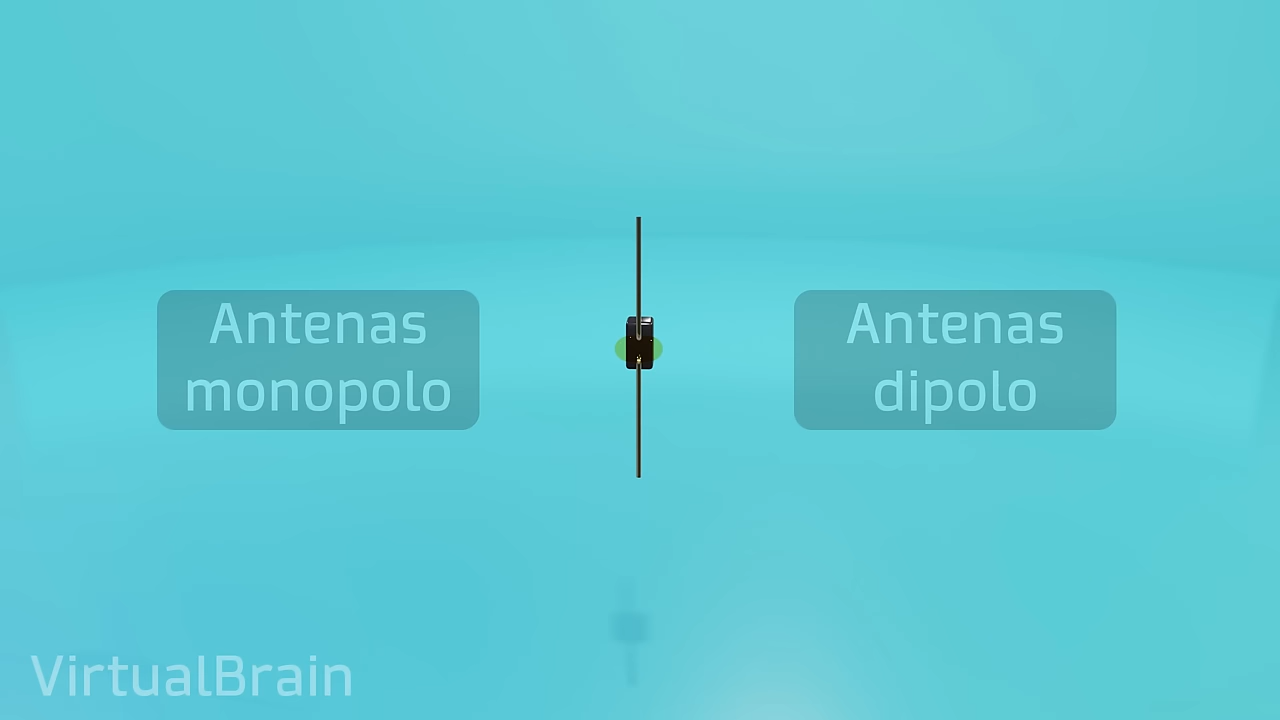 Antenas
monopolo
Antenas
dipolo
VirtualBrain